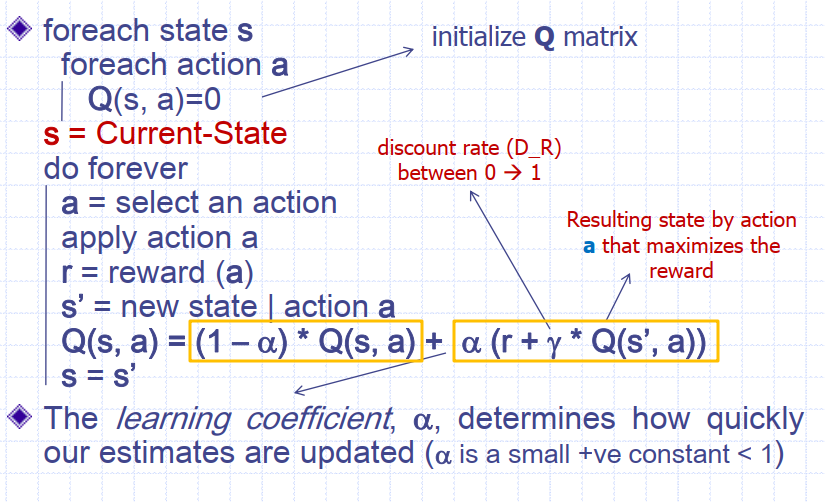 foreach state s
initialize Q matrix
foreach action a
Q(s, a)=0
s = Current-State
discount rate (D_R)
between 0 → 1
do forever
a = select an action
Resulting state by action
a that maximizes the
reward
apply action a
r = reward (a)
s’ = new state | action a
Q(s, a) = (1 – α) * Q(s, a) + α (r + γ * Q(s’, a))
s = s’
The learning coefficient, α, determines how quickly
our estimates are updated (α is a small +ve constant < 1)